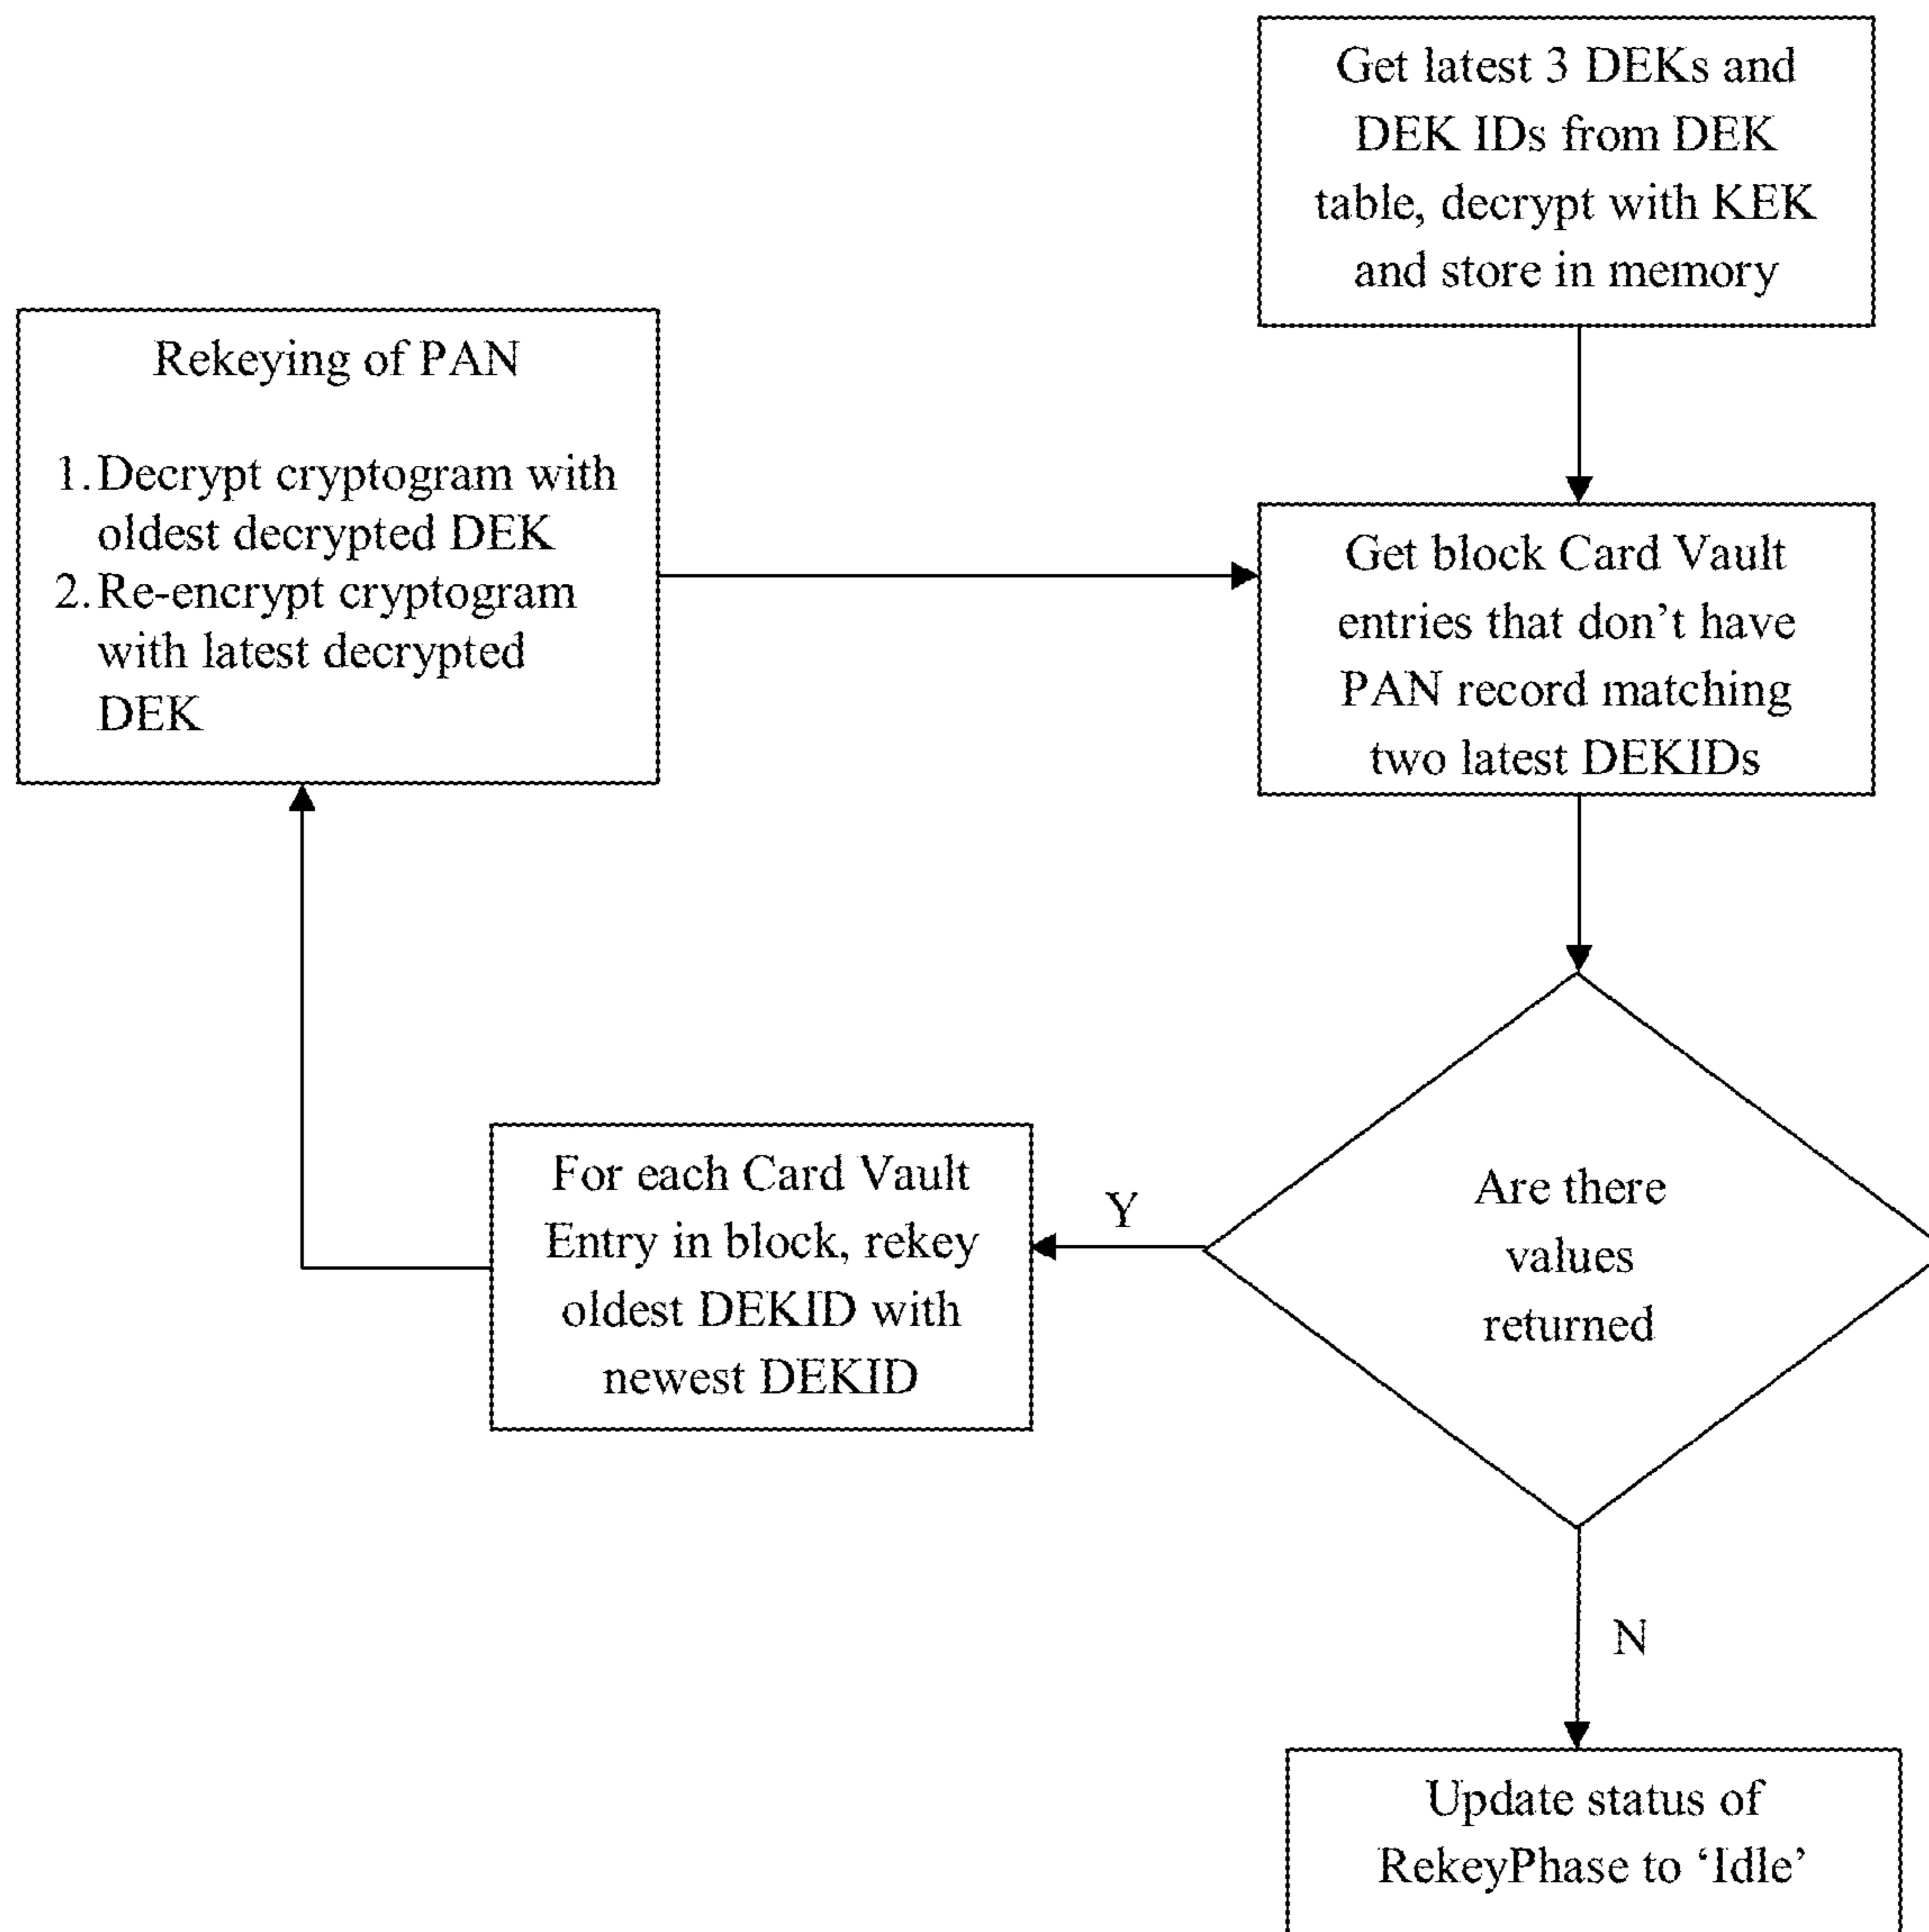 Get latest 3 DEKs and
DEK IDs from DEK
table, decrypt with KEK
and store in memory
Rekeying of PAN
1. Decrypt cryptogram with
oldest decrypted DEK
2. Re-encrypt cryptogram
with latest decrypted
DEK
Get block Card Vault
entries that don't have
PAN record matching
two latest DEKIDs
Are there
values
returned
Y
For each Card Vault
Entry in block, rekey
oldest DEKID with
newest DEKID
N
Update status of
RekeyPhase to ‘Idle’